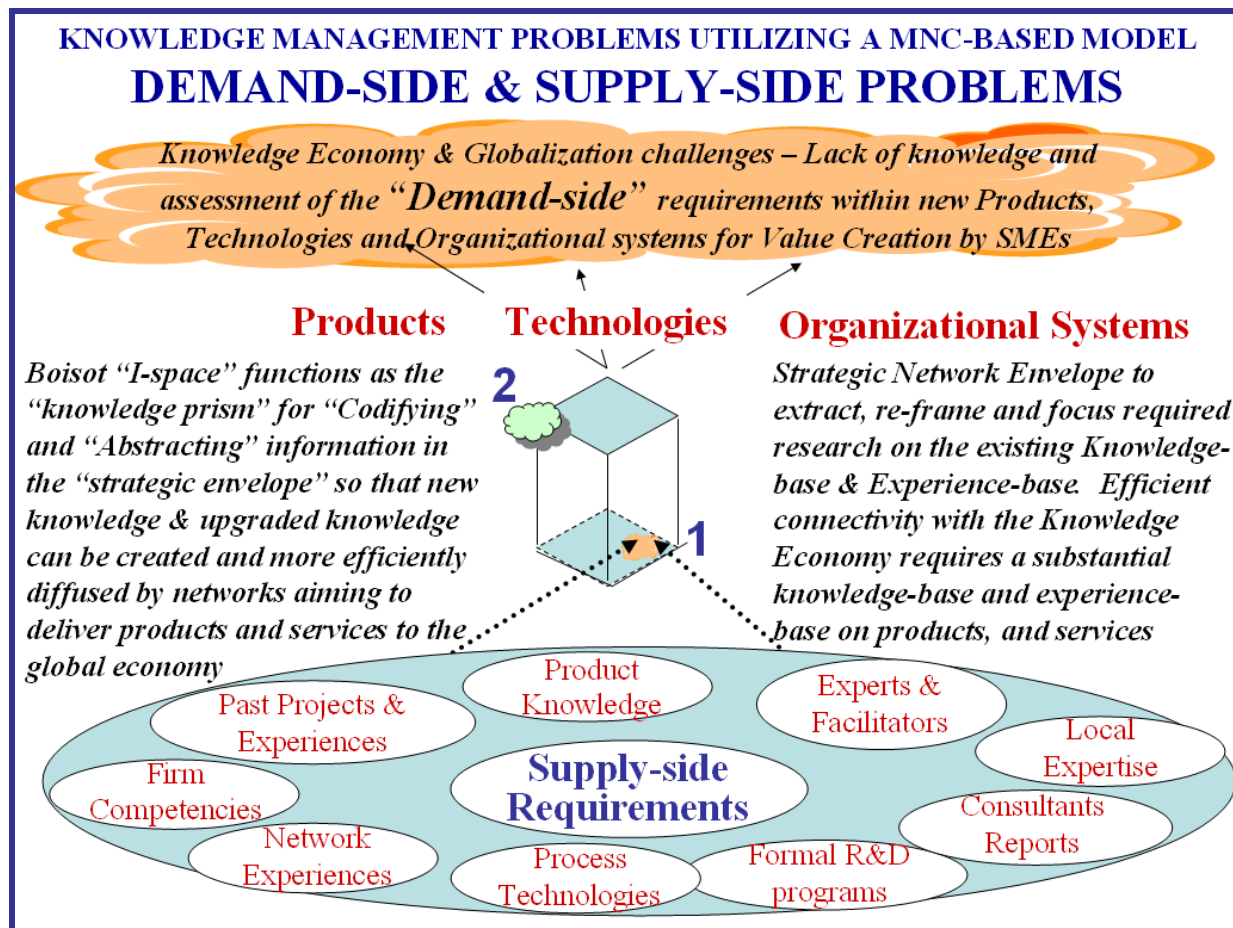 KNOWLEDGE MANAGEMENT PROBLEMS UTILIZING A MNC-BASED MODEL
DEMAND-SIDE & SUPPLY-SIDE PROBLEMS
Knowledge Economy & Globalization challenges – Lack of knowledge and
assessment of the “Demand-side” requirements within new Products,
Technologies and Organizational systems for Value Creation by SMEs
Products
Technologies
Organizational Systems
Boisot “I-space” functions as the
“knowledge prism” for “Codifying”
and “Abstracting” information in
the “strategic envelope” so that new
knowledge & upgraded knowledge
can be created and more efficiently
diffused by networks aiming to
deliver products and services to the
global economy
2
1
Strategic Network Envelope to
extract, re-frame and focus required
research on the existing Knowledge-
base & Experience-base. Efficient
connectivity with the Knowledge
Economy requires a substantial
knowledge-base and experience-
base on products, and services
Product
Knowledge
Past Projects &
Experiences
Experts &
Facilitators
Local
Expertise
Firm
Competencies
Supply-side
Requirements
Consultants
Reports
Network
Experiences
Process
Technologies
Formal R&D
programs